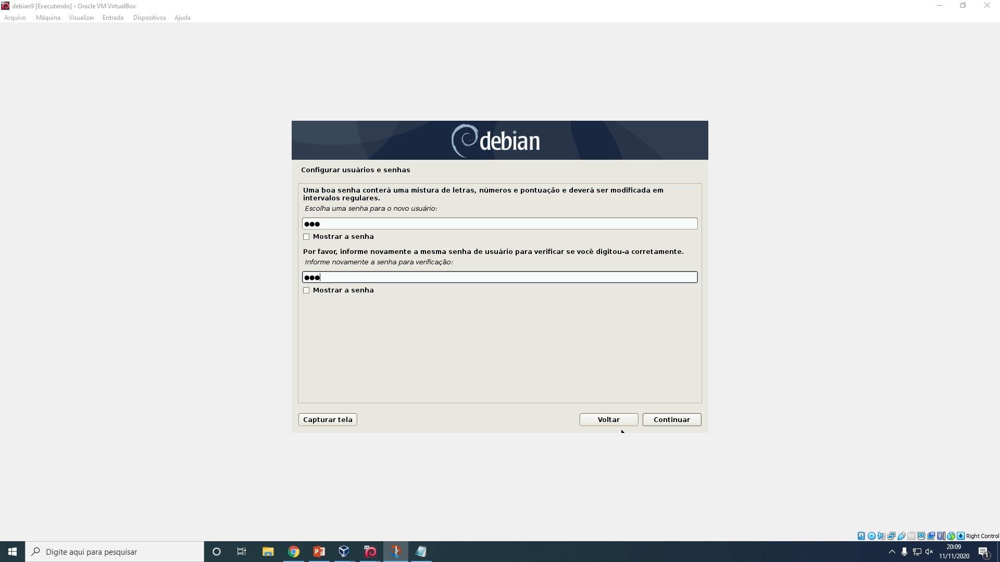 debian9 [Executando] - Oracle VM VirtualBox
Arquivo Máquina Visualizar Entrada Dispositivos Ajuda
debian
Configurar usuários e senhas
Uma boa senha conterá uma mistura de letras, números e pontuação e deverá ser modificada em
intervalos regulares.
Escolha uma senha para o novo usuário:
●●●
Mostrar a senha
Por favor, informe novamente a mesma senha de usuário para verificar se você digitou-a corretamente.
Informe novamente a senha para verificação:
●●●
Mostrar a senha
Capturar tela Voltar Continuar
Right Control
Digite aqui para pesquisar
20:09
11/11/2020
1